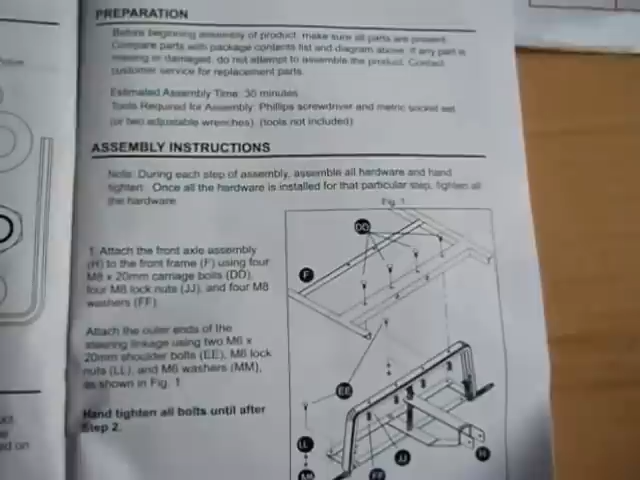 PREPARATION
Before beginning assembly of product, make sure all parts are present.
Compare parts with package contents list and diagram above. If any part is
missing or damaged, do not attempt to assemble the product. Contact
customer service for replacement parts.
Estimated Assembly Time: 30 minutes
Tools Required for Assembly: Phillips screwdriver and metric socket set
(or two adjustable wrenches). (tools not included)
ASSEMBLY INSTRUCTIONS
Note: During each step of assembly, assemble all hardware and hand
tighten. Once all the hardware is installed for that particular step, tighten all
the hardware.
Fig. 1
1. Attach the front axle assembly
(H) to the front frame (F) using four
M8 x 20mm carriage bolts (DD),
four M8 lock nuts (JJ), and four M8
washers (FF).
Attach the outer ends of the
steering linkage using two M6 x
20mm shoulder bolts (EE), M6 lock
nuts (LL), and M6 washers (MM),
as shown in Fig. 1
Hand tighten all bolts until after
Step 2.
DD
F
EE
LL
JJ
H
FF
ed on